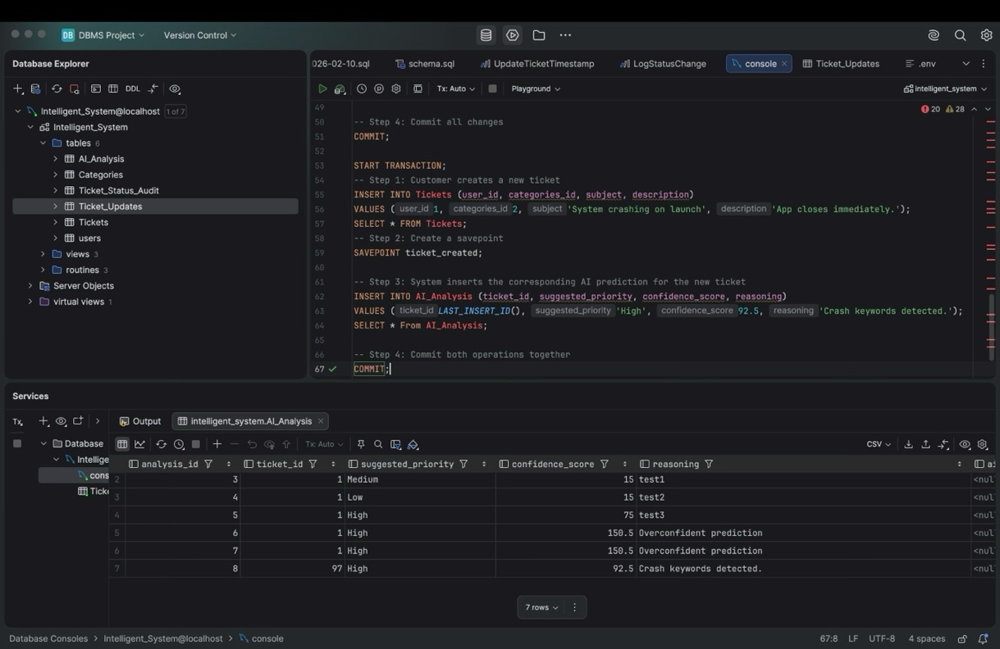 DB DBMS Project Version Control
Database Explorer
DDL
Intelligent_System@localhost 1 of 7
Intelligent_System
tables 6
AI_Analysis
Categories
Ticket_Status_Audit
Ticket_Updates
Tickets
users
views 3
routines 3
Server Objects
virtual views 1
026-02-10.sql schema.sql UpdateTicketTimestamp LogStatusChange console Ticket_Updates .env
Tx: Auto Playground intelligent_system
20 28
49
50 -- Step 4: Commit all changes
51 COMMIT;
52
53 START TRANSACTION;
54 -- Step 1: Customer creates a new ticket
55 INSERT INTO Tickets (user_id, categories_id, subject, description)
56 VALUES ( user_id 1, categories_id 2, subject 'System crashing on launch', description 'App closes immediately.');
57 SELECT * FROM Tickets;
58 -- Step 2: Create a savepoint
59 SAVEPOINT ticket_created;
60
61 -- Step 3: System inserts the corresponding AI prediction for the new ticket
62 INSERT INTO AI_Analysis (ticket_id, suggested_priority, confidence_score, reasoning)
63 VALUES ( ticket_id LAST_INSERT_ID(), suggested_priority 'High', confidence_score 92.5, reasoning 'Crash keywords detected.');
64 SELECT * From AI_Analysis;
65
66 -- Step 4: Commit both operations together
67 COMMIT;
Services
Tx
Database
Intellige
cons
Ticke
Output intelligent_system.AI_Analysis
Tx: Auto CSV
analysis_id ticket_id suggested_priority confidence_score reasoning ai
2 3 1 Medium 15 test1 <nul
3 4 1 Low 15 test2 <nul
4 5 1 High 75 test3 <nul
5 6 1 High 150.5 Overconfident prediction <nul
6 7 1 High 150.5 Overconfident prediction <nul
7 8 97 High 92.5 Crash keywords detected. <nul
7 rows
Database Consoles > Intelligent_System@localhost > console 67:8 LF UTF-8 4 spaces